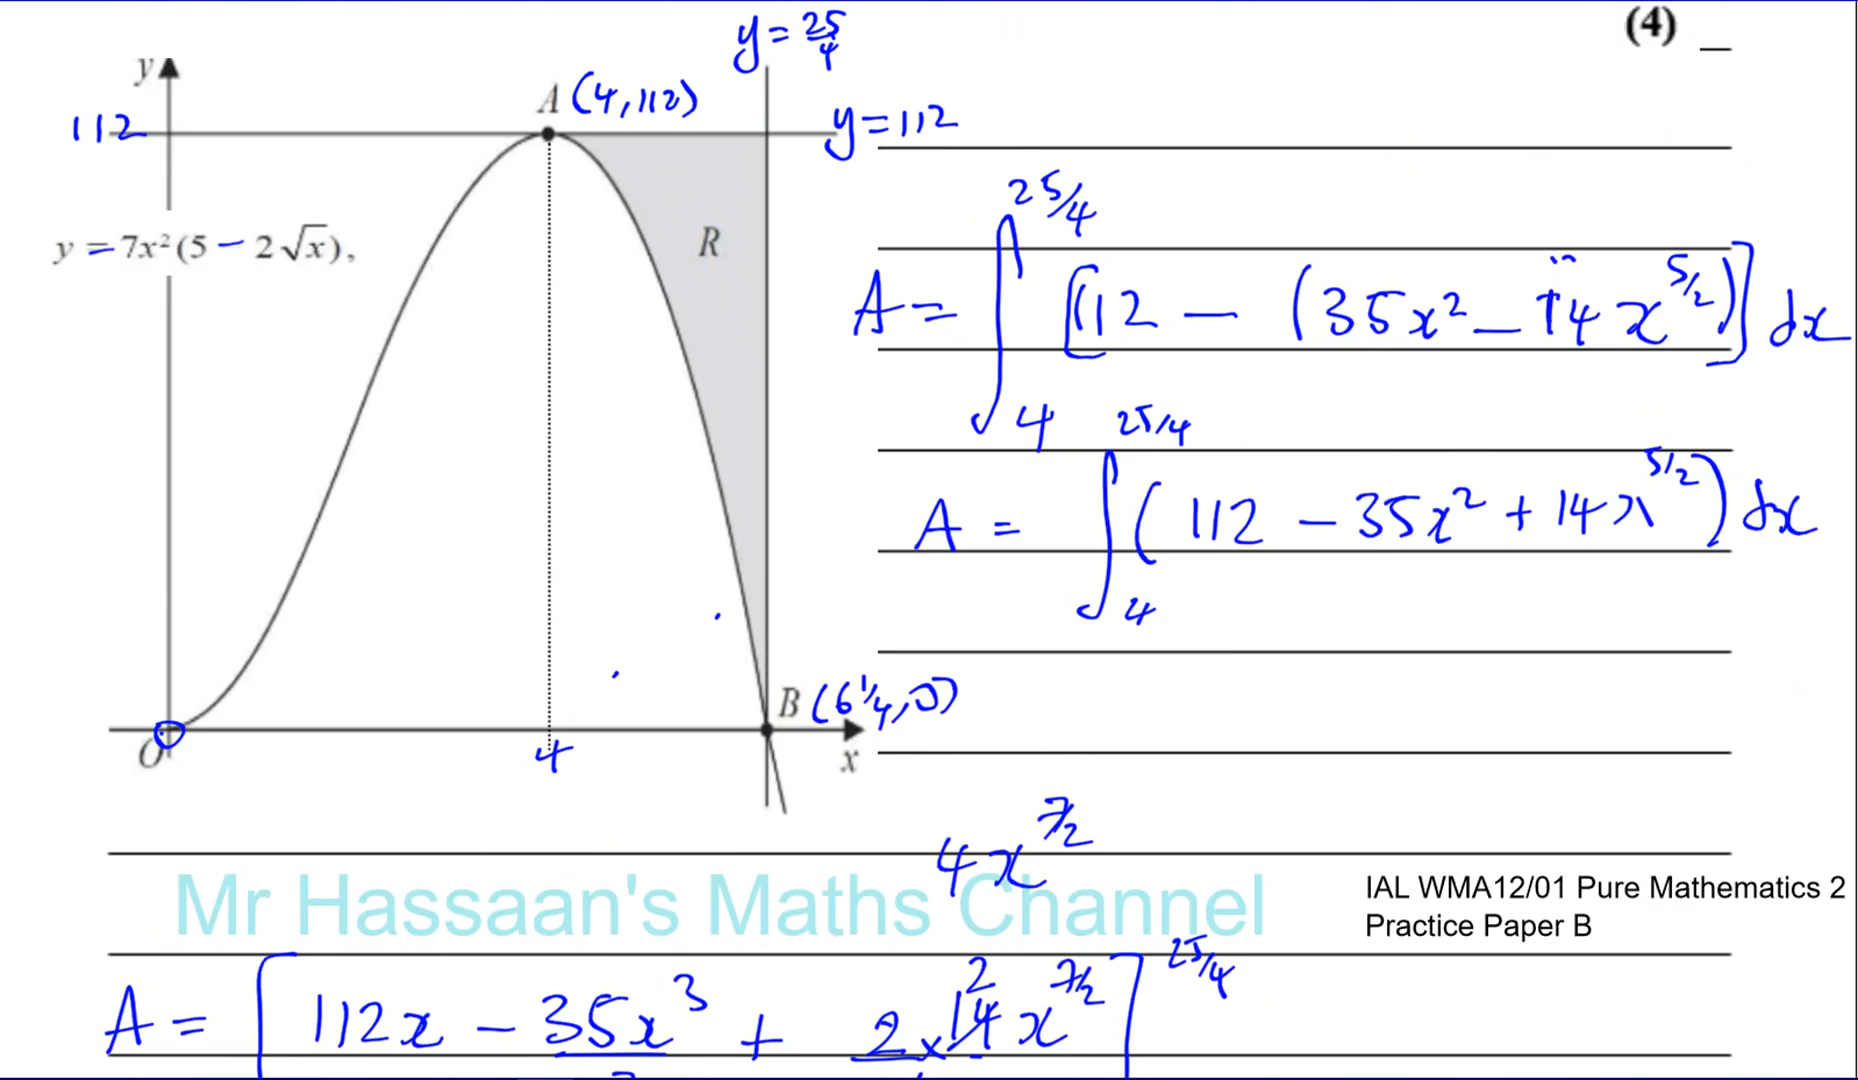 (4)
y = 25/4
y
A (4,112)
112
y = 112
25/4
y = 7x²(5 − 2√x),
R
A = ∫ [112 − (35x² − 14x^5/2)] dx
4
25/4
A = ∫ (112 − 35x² + 14x^5/2) dx
4
B (6¼, 0)
O
4
x
4x^7/2
Mr Hassaan's Maths Channel
IAL WMA12/01 Pure Mathematics 2
Practice Paper B
25/4
A = [112x − 35x³ + 2 × 14 2 x^7/2]